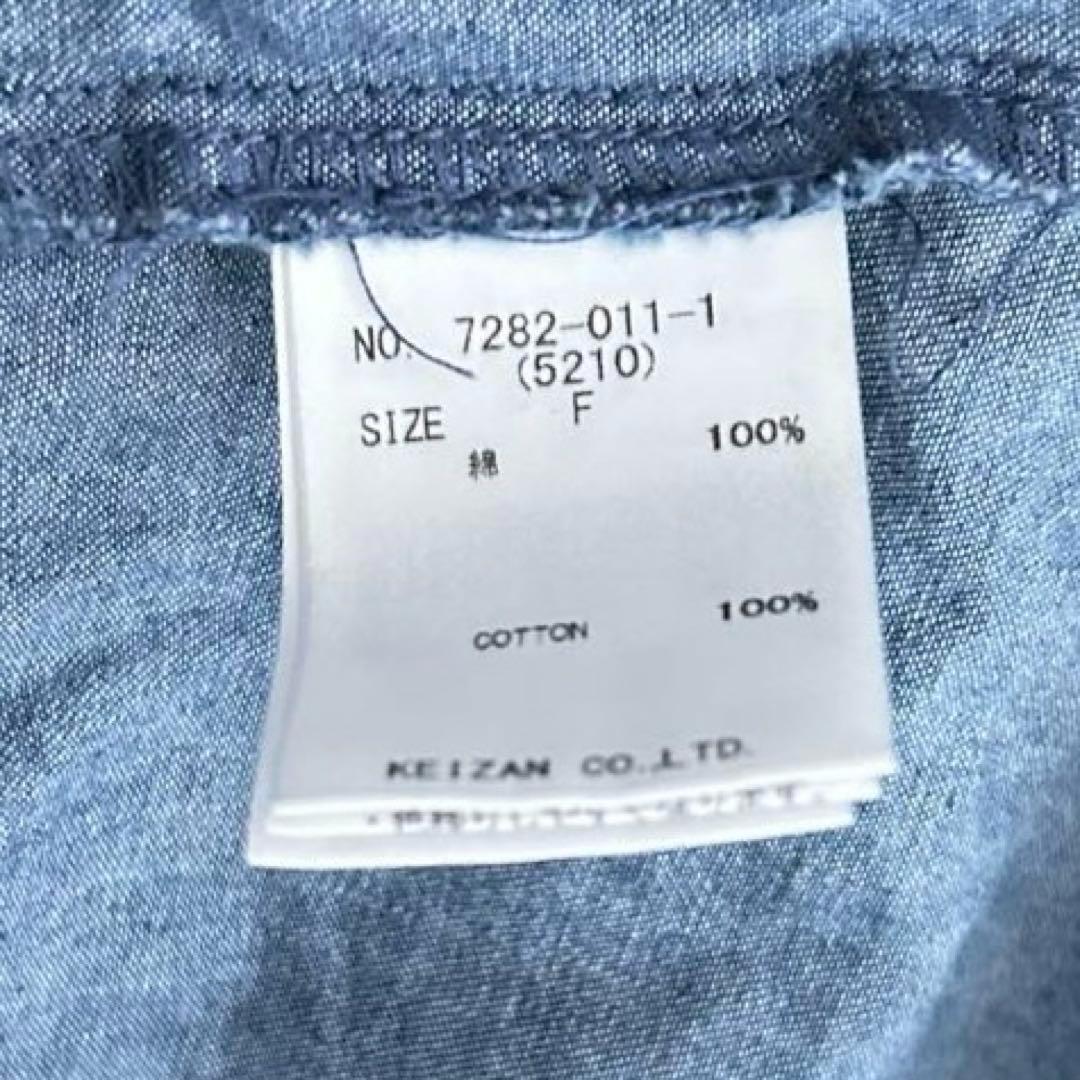 NO. 7282-011-1
(5210)
SIZE F
綿 100%
COTTON 100%
KEIZAN CO.,LTD.